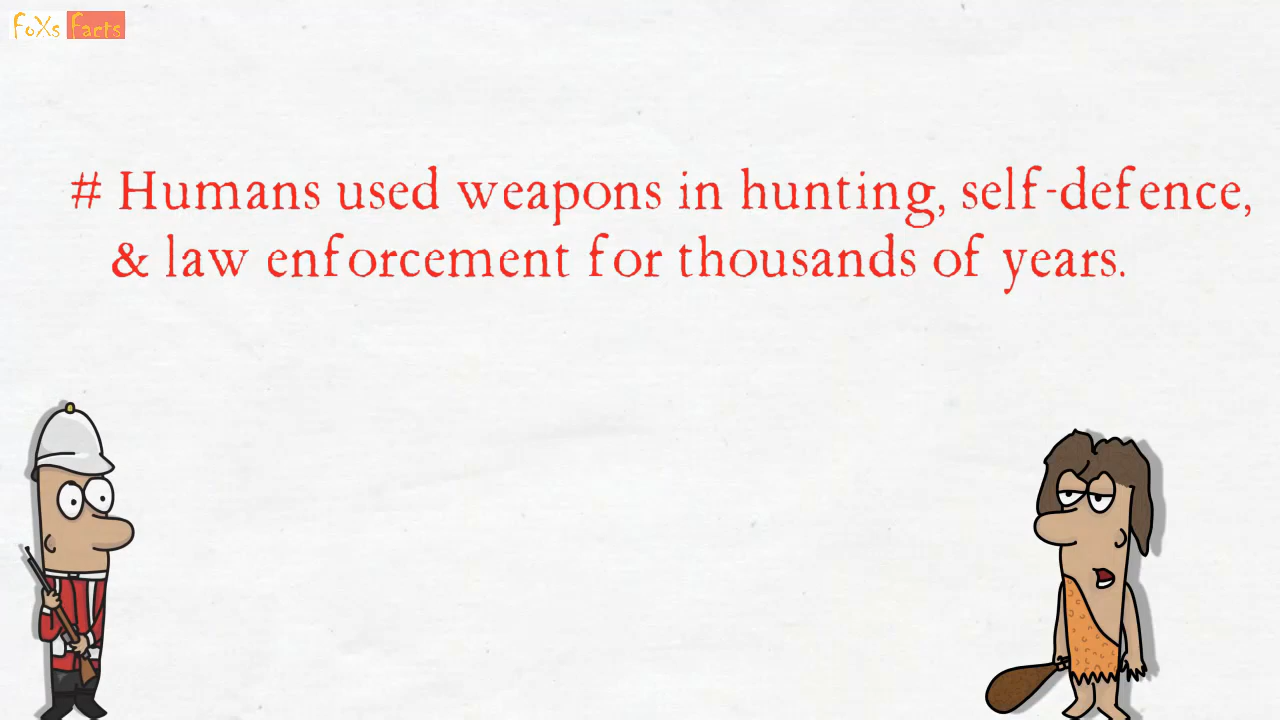 FoXs Facts
# Humans used weapons in hunting, self-defence,
& law enforcement for thousands of years.